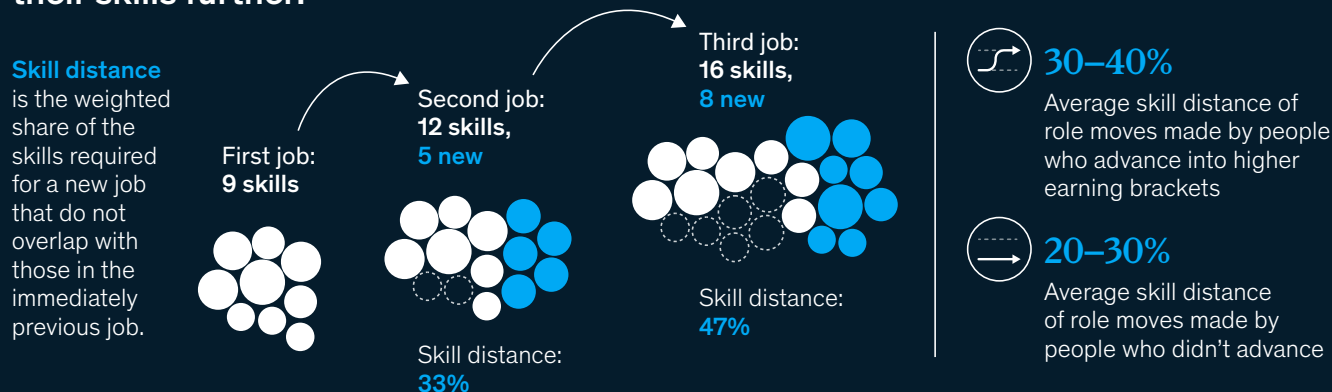 their skills further.
Skill distance
is the weighted
share of the
skills required
for a new job
that do not
overlap with
those in the
immediately
previous job.
First job:
9 skills
Second job:
12 skills,
5 new
Skill distance:
33%
Third job:
16 skills,
8 new
Skill distance:
47%
30–40%
Average skill distance of
role moves made by people
who advance into higher
earning brackets
20–30%
Average skill distance
of role moves made by
people who didn’t advance